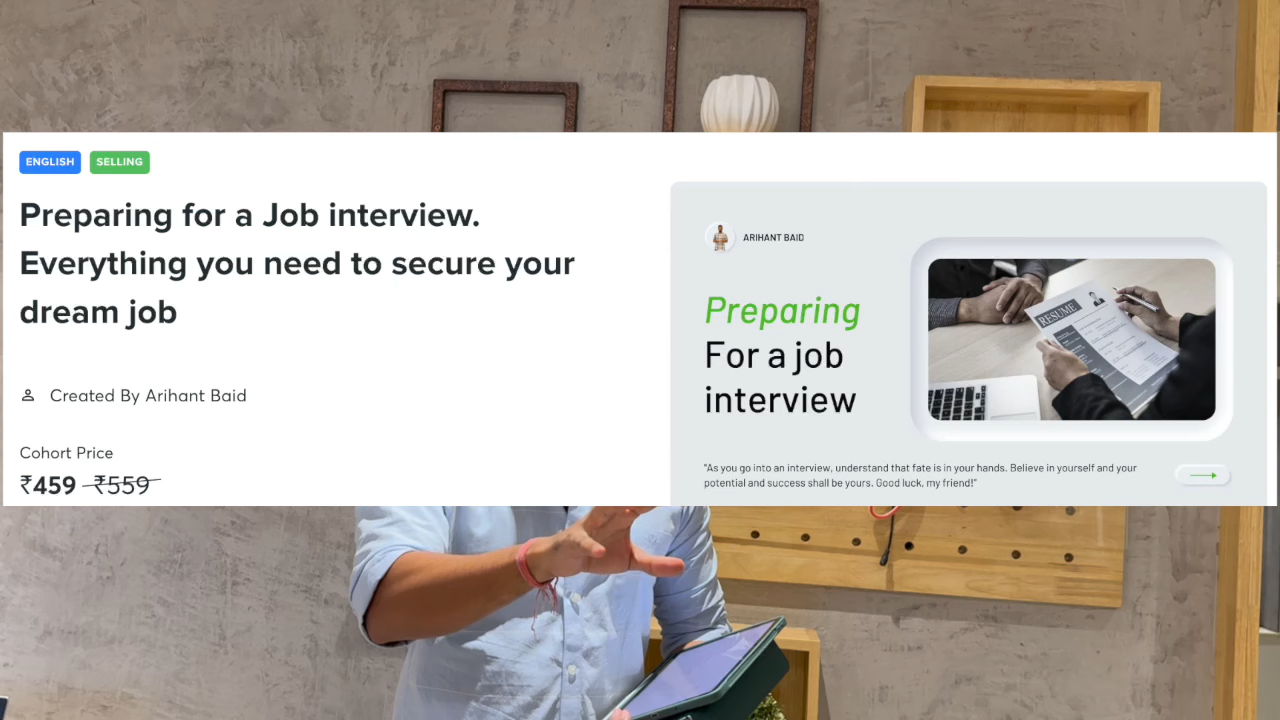 ENGLISH SELLING
Preparing for a Job interview.
Everything you need to secure your
dream job
Created By Arihant Baid
Cohort Price
₹459 ₹559
ARIHANT BAID
Preparing
For a job
interview
RESUME
"As you go into an interview, understand that fate is in your hands. Believe in yourself and your
potential and success shall be yours. Good luck, my friend!"